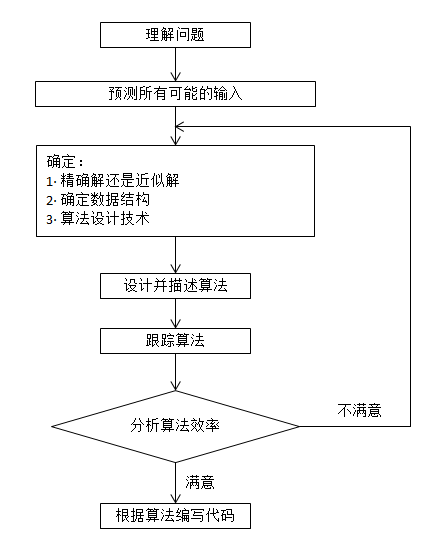 理解问题
预测所有可能的输入
确定：
1· 精确解还是近似解
2· 确定数据结构
3· 算法设计技术
设计并描述算法
跟踪算法
分析算法效率
不满意
满意
根据算法编写代码